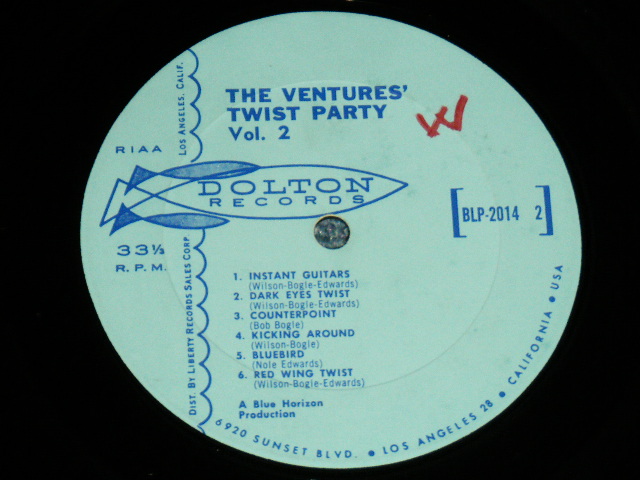 THE VENTURES'
TWIST PARTY
Vol. 2
W
RIAA
LOS ANGELES, CALIF.
DOLTON
RECORDS
BLP-2014 2
33⅓
R.P.M.
DIST. BY LIBERTY RECORDS SALES CORP.
1. INSTANT GUITARS
(Wilson-Bogle-Edwards)
2. DARK EYES TWIST
(Wilson-Bogle-Edwards)
3. COUNTERPOINT
(Bob Bogle)
4. KICKING AROUND
(Wilson-Bogle)
5. BLUEBIRD
(Nole Edwards)
6. RED WING TWIST
(Wilson-Bogle-Edwards)
A Blue Horizon
Production
6920 SUNSET BLVD. • LOS ANGELES 28 • CALIFORNIA • USA